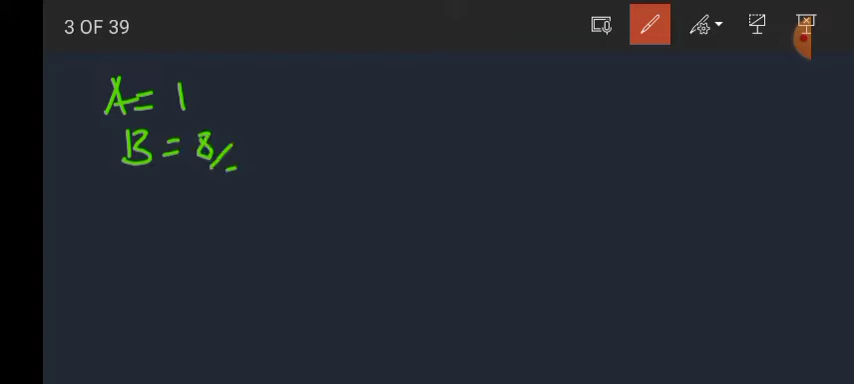 3 OF 39
A = 1
B = 8/